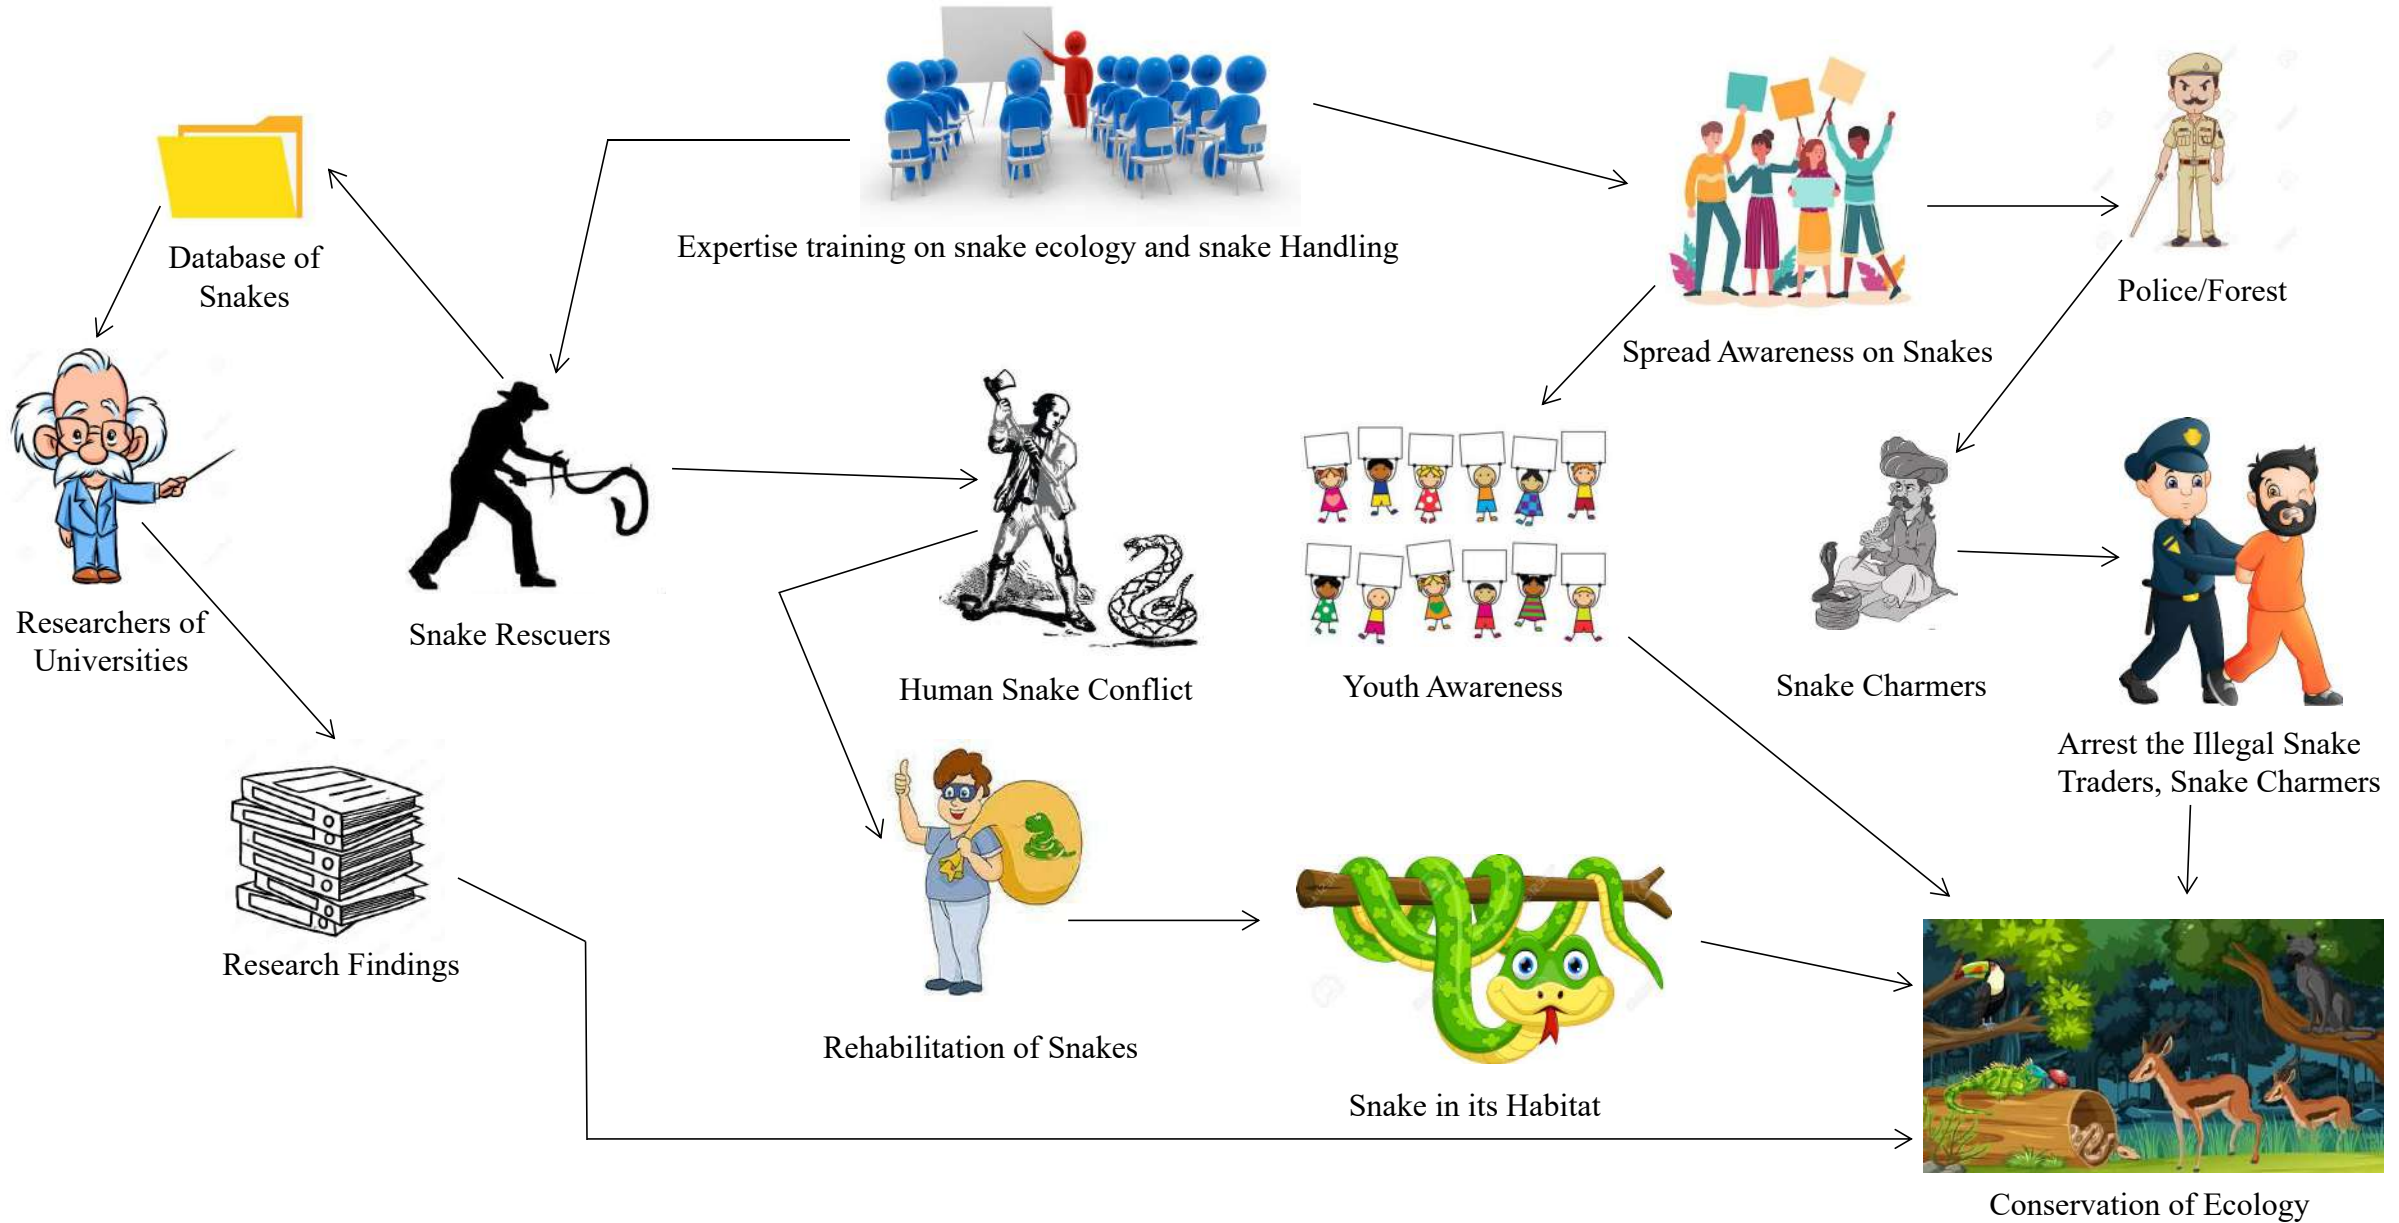 Expertise training on snake ecology and snake Handling
Database of
Snakes
Police/Forest
Spread Awareness on Snakes
Researchers of
Universities
Snake Rescuers
Human Snake Conflict
Youth Awareness
Snake Charmers
Arrest the Illegal Snake
Traders, Snake Charmers
Research Findings
Rehabilitation of Snakes
Snake in its Habitat
Conservation of Ecology